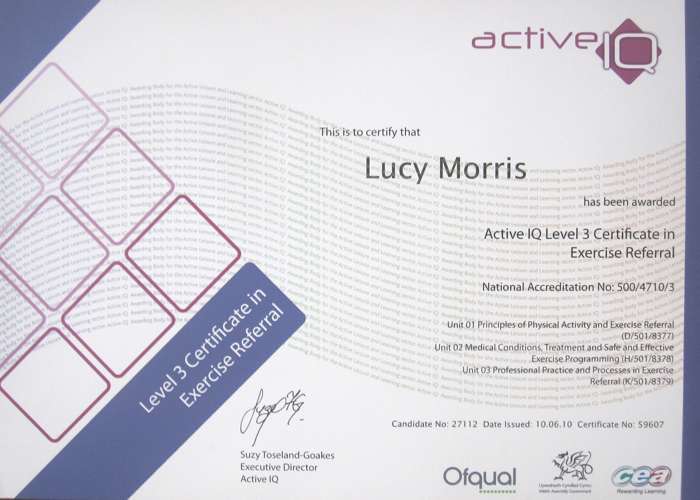 active IQ
This is to certify that
Lucy Morris
has been awarded
Active IQ Level 3 Certificate in
Exercise Referral
National Accreditation No: 500/4710/3
Unit 01 Principles of Physical Activity and Exercise Referral
(D/501/8377)
Unit 02 Medical Conditions, Treatment and Safe and Effective
Exercise Programming (H/501/8378)
Unit 03 Professional Practice and Processes in Exercise
Referral (K/501/8379)
Level 3 Certificate in
Exercise Referral
Candidate No: 27112 Date Issued: 10.06.10 Certificate No: 59607
Suzy Toseland-Goakes
Executive Director
Active IQ
Ofqual
Llywodraeth Cynulliad Cymru
Welsh Assembly Government
cea
Rewarding Learning